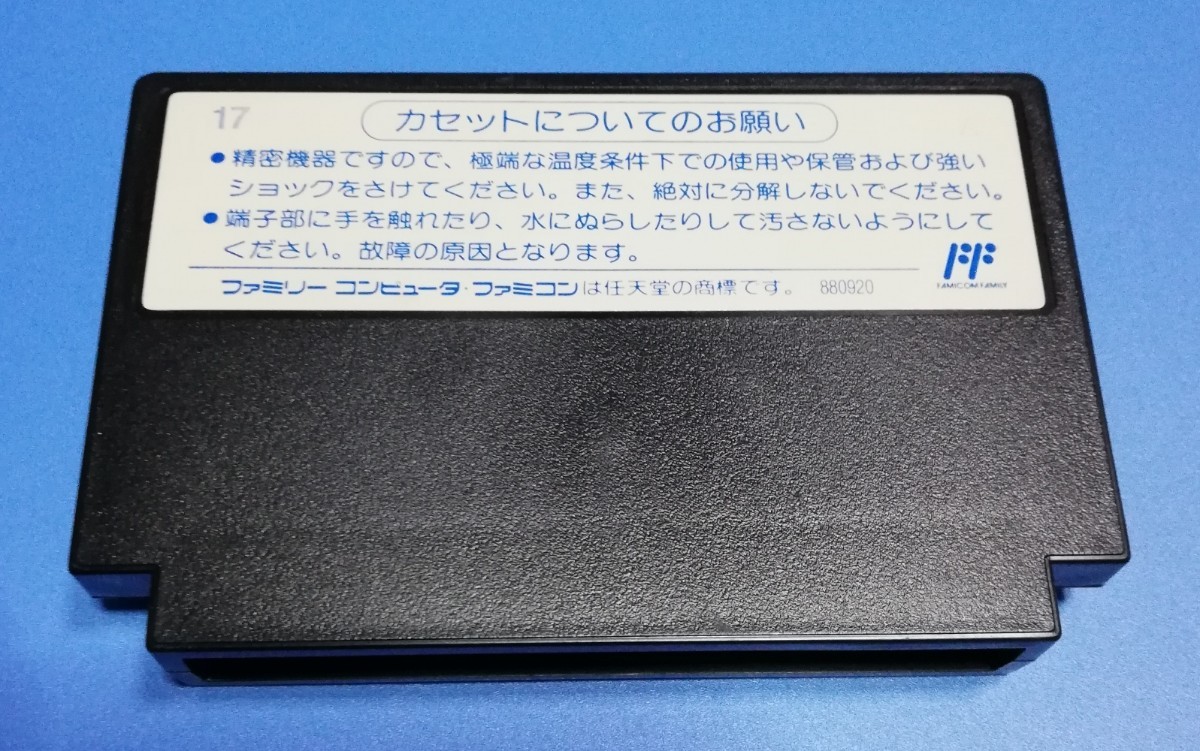 17
カセットについてのお願い
●精密機器ですので、極端な温度条件下での使用や保管および強い
ショックをさけてください。また、絶対に分解しないでください。
●端子部に手を触れたり、水にぬらしたりして汚さないようにして
ください。故障の原因となります。
FAMICOM FAMILY
ファミリー コンピュータ・ファミコンは任天堂の商標です。 880920